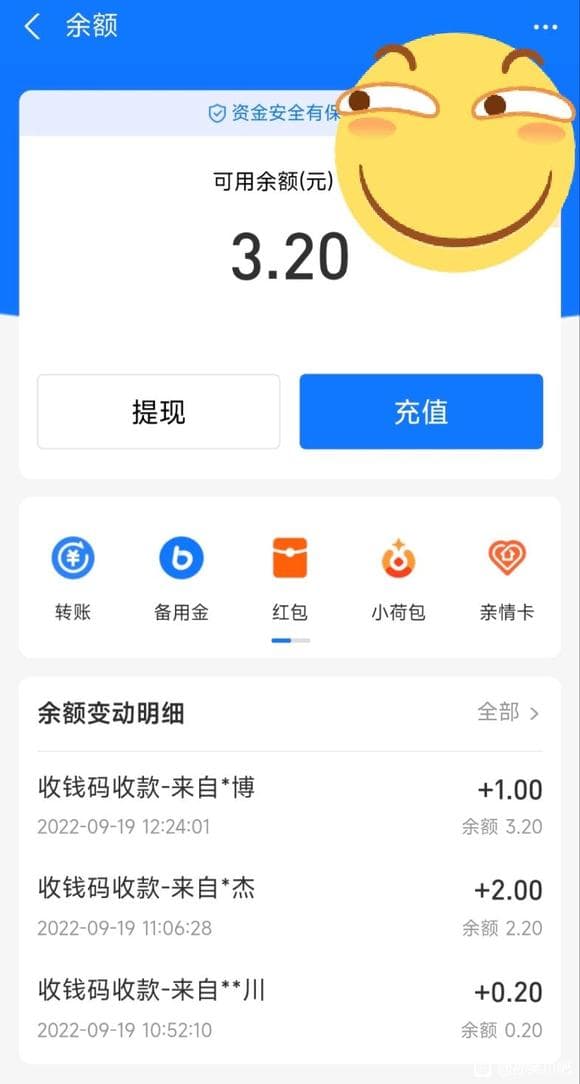 余额
资金安全有保
可用余额(元)
3.20
提现
充值
转账
备用金
红包
小荷包
亲情卡
余额变动明细
全部
收钱码收款-来自*博
+1.00
2022-09-19 12:24:01
余额 3.20
收钱码收款-来自*杰
+2.00
2022-09-19 11:06:28
余额 2.20
收钱码收款-来自**川
+0.20
2022-09-19 10:52:10
余额 0.20